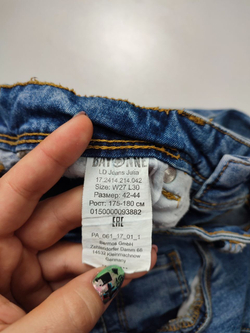 BAYONNE
LD Jeans Julia
17.2414.214.042
Size: W27 L30
Размер: 42-44
Рост: 175-180 см
0150000093882
EAC
PA_061_17_01_1
Germany